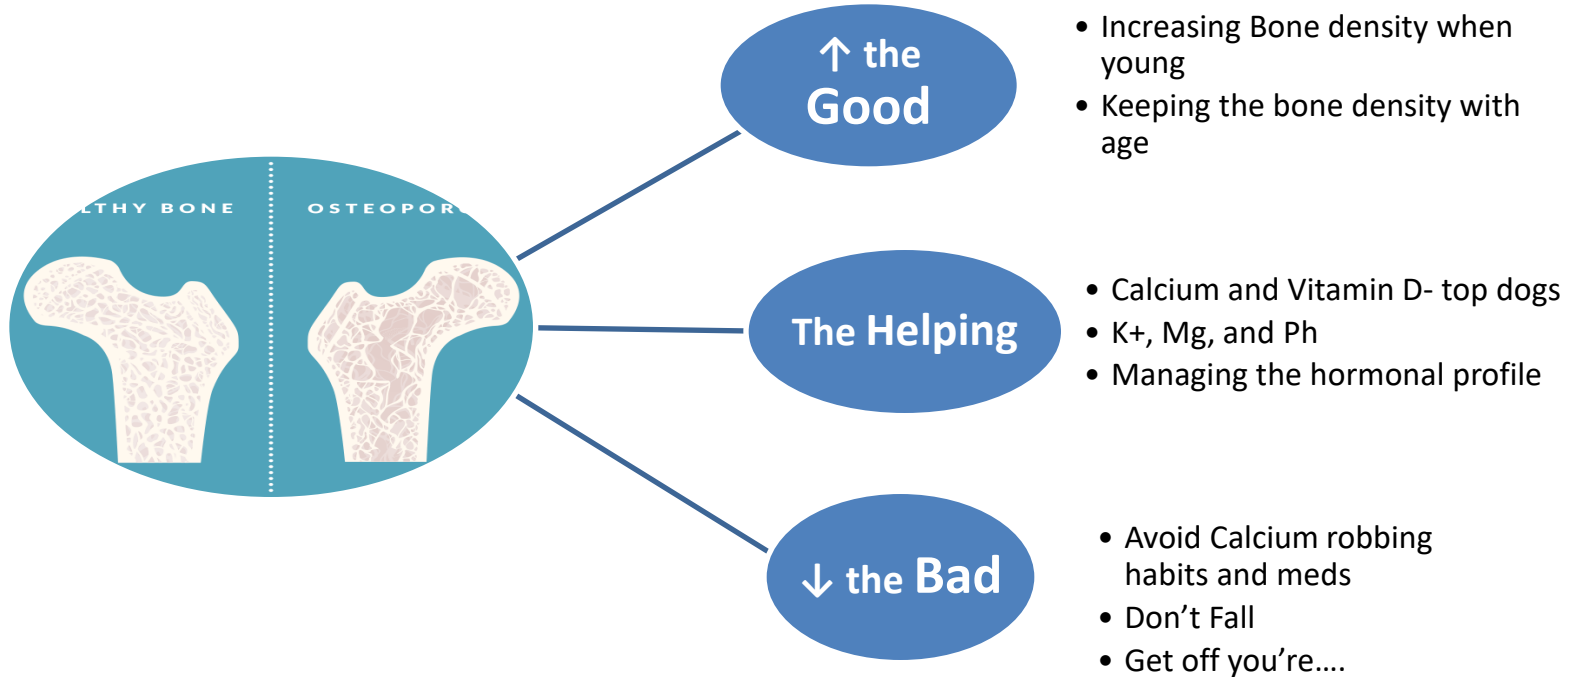 LTHY BONE
OSTEOPOR
↑ the
Good
• Increasing Bone density when
young
• Keeping the bone density with
age
The Helping
• Calcium and Vitamin D- top dogs
• K+, Mg, and Ph
• Managing the hormonal profile
↓ the Bad
• Avoid Calcium robbing
habits and meds
• Don’t Fall
• Get off you’re....